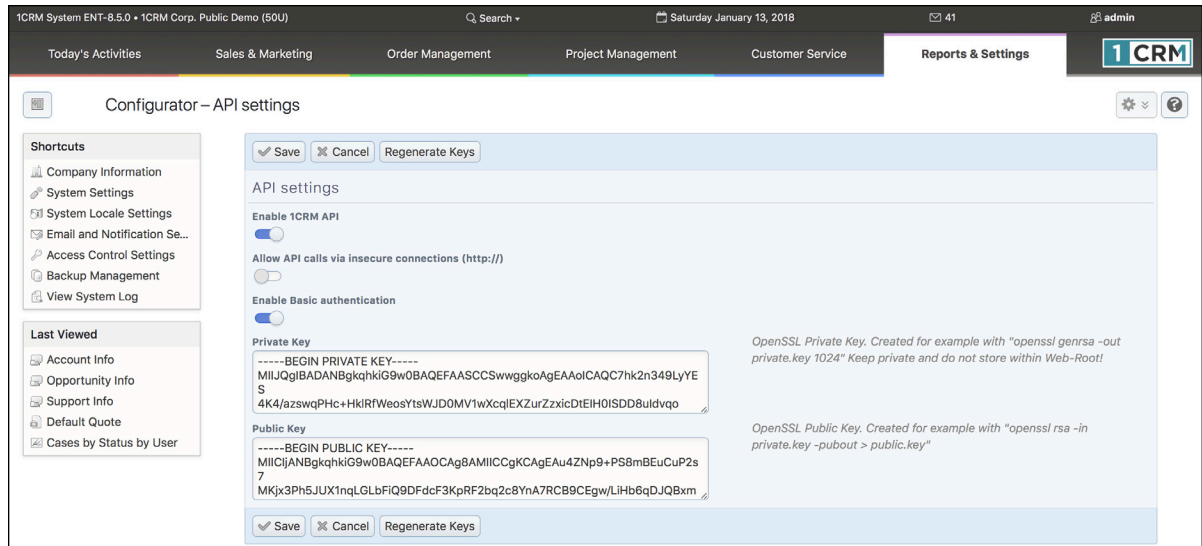 1CRM System ENT-8.5.0 • 1CRM Corp. Public Demo (50U)
Search
Saturday January 13, 2018
41
admin
Today's Activities
Sales & Marketing
Order Management
Project Management
Customer Service
Reports & Settings
1 CRM
Configurator – API settings
Shortcuts
Company Information
System Settings
System Locale Settings
Email and Notification Se...
Access Control Settings
Backup Management
View System Log
Last Viewed
Account Info
Opportunity Info
Support Info
Default Quote
Cases by Status by User
Save
Cancel
Regenerate Keys
API settings
Enable 1CRM API
Allow API calls via insecure connections (http://)
Enable Basic authentication
Private Key
-----BEGIN PRIVATE KEY-----
MIIJQgIBADANBgkqhkiG9w0BAQEFAASCCSwwggkoAgEAAoICAQC7hk2n349LyYE
S
4K4/azswqPHc+HklRfWeosYtsWJD0MV1wXcqlEXZurZzxicDtEIH0ISDD8uldvqo
OpenSSL Private Key. Created for example with "openssl genrsa -out
private.key 1024" Keep private and do not store within Web-Root!
Public Key
-----BEGIN PUBLIC KEY-----
MIICIjANBgkqhkiG9w0BAQEFAAOCAg8AMIICCgKCAgEAu4ZNp9+PS8mBEuCuP2s
7
MKjx3Ph5JUX1nqLGLbFiQ9DFdcF3KpRF2bq2c8YnA7RCB9CEgw/LiHb6qDJQBxm
OpenSSL Public Key. Created for example with "openssl rsa -in
private.key -pubout > public.key"
Save
Cancel
Regenerate Keys